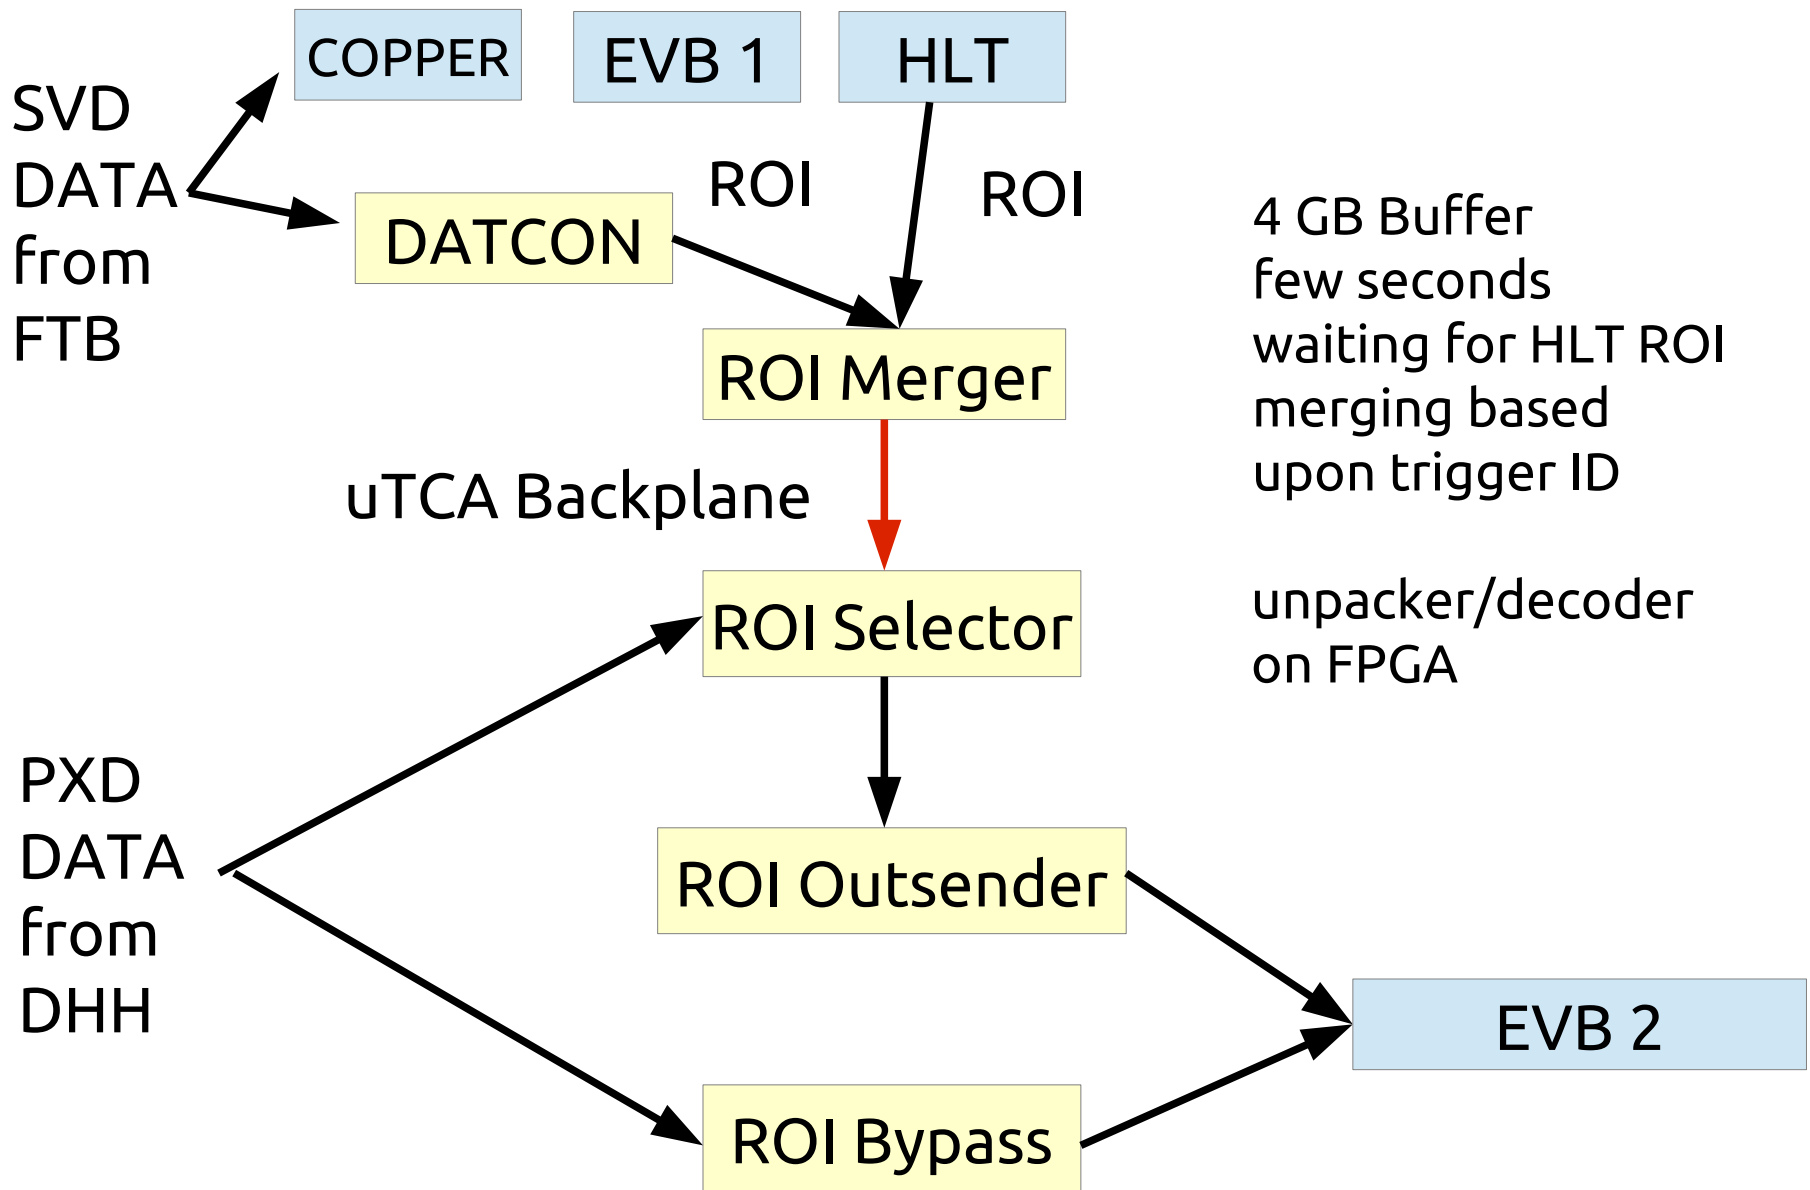 COPPER
EVB 1
HLT
SVD
DATA
from
FTB
ROI
ROI
DATCON
4 GB Buffer
few seconds
waiting for HLT ROI
merging based
upon trigger ID
ROI Merger
uTCA Backplane
ROI Selector
unpacker/decoder
on FPGA
PXD
DATA
from
DHH
ROI Outsender
EVB 2
ROI Bypass